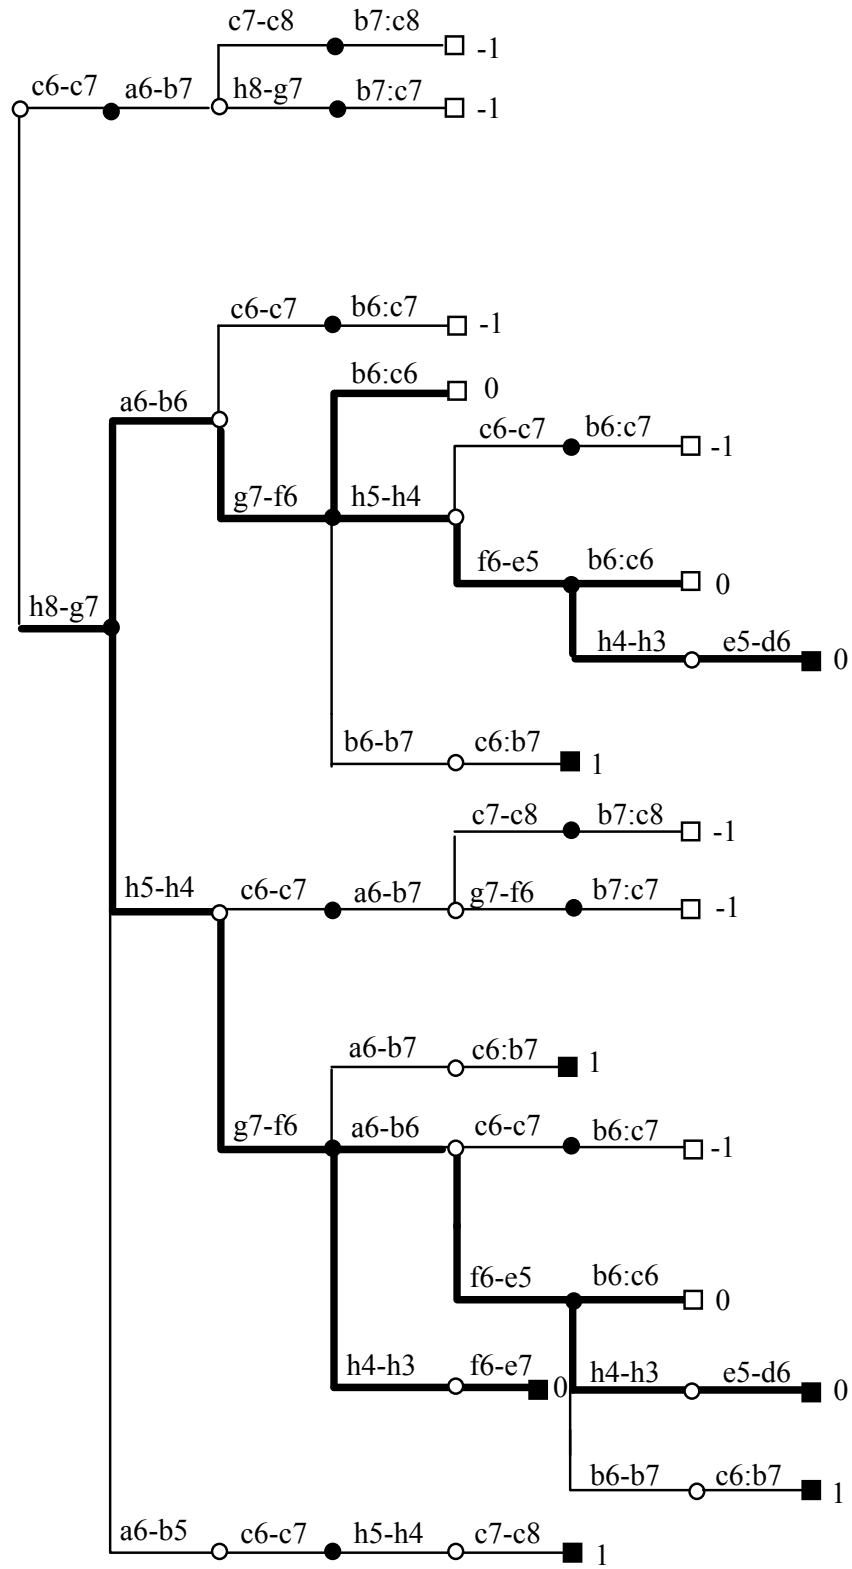 c7-c8 b7:c8 -1
c6-c7 a6-b7 h8-g7 b7:c7 -1
c6-c7 b6:c7 -1
b6:c6 0
a6-b6
c6-c7 b6:c7 -1
g7-f6 h5-h4
f6-e5 b6:c6 0
h8-g7
h4-h3 e5-d6 0
b6-b7 c6:b7 1
c7-c8 b7:c8 -1
h5-h4 c6-c7 a6-b7 g7-f6 b7:c7 -1
a6-b7 c6:b7 1
g7-f6 a6-b6 c6-c7 b6:c7 -1
f6-e5 b6:c6 0
h4-h3 f6-e7 0 h4-h3 e5-d6 0
b6-b7 c6:b7 1
a6-b5 c6-c7 h5-h4 c7-c8 1